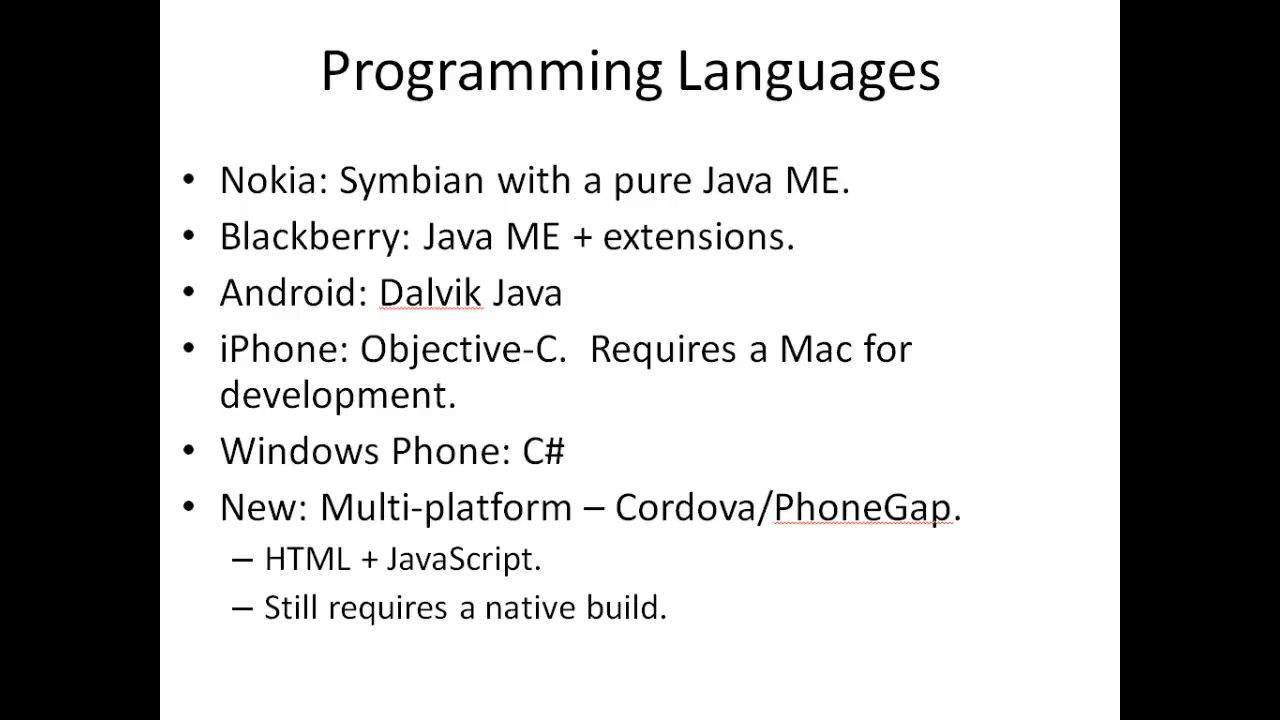 Programming Languages
• Nokia: Symbian with a pure Java ME.
• Blackberry: Java ME + extensions.
• Android: Dalvik Java
• iPhone: Objective-C.  Requires a Mac for
development.
• Windows Phone: C#
• New: Multi-platform – Cordova/PhoneGap.
– HTML + JavaScript.
– Still requires a native build.